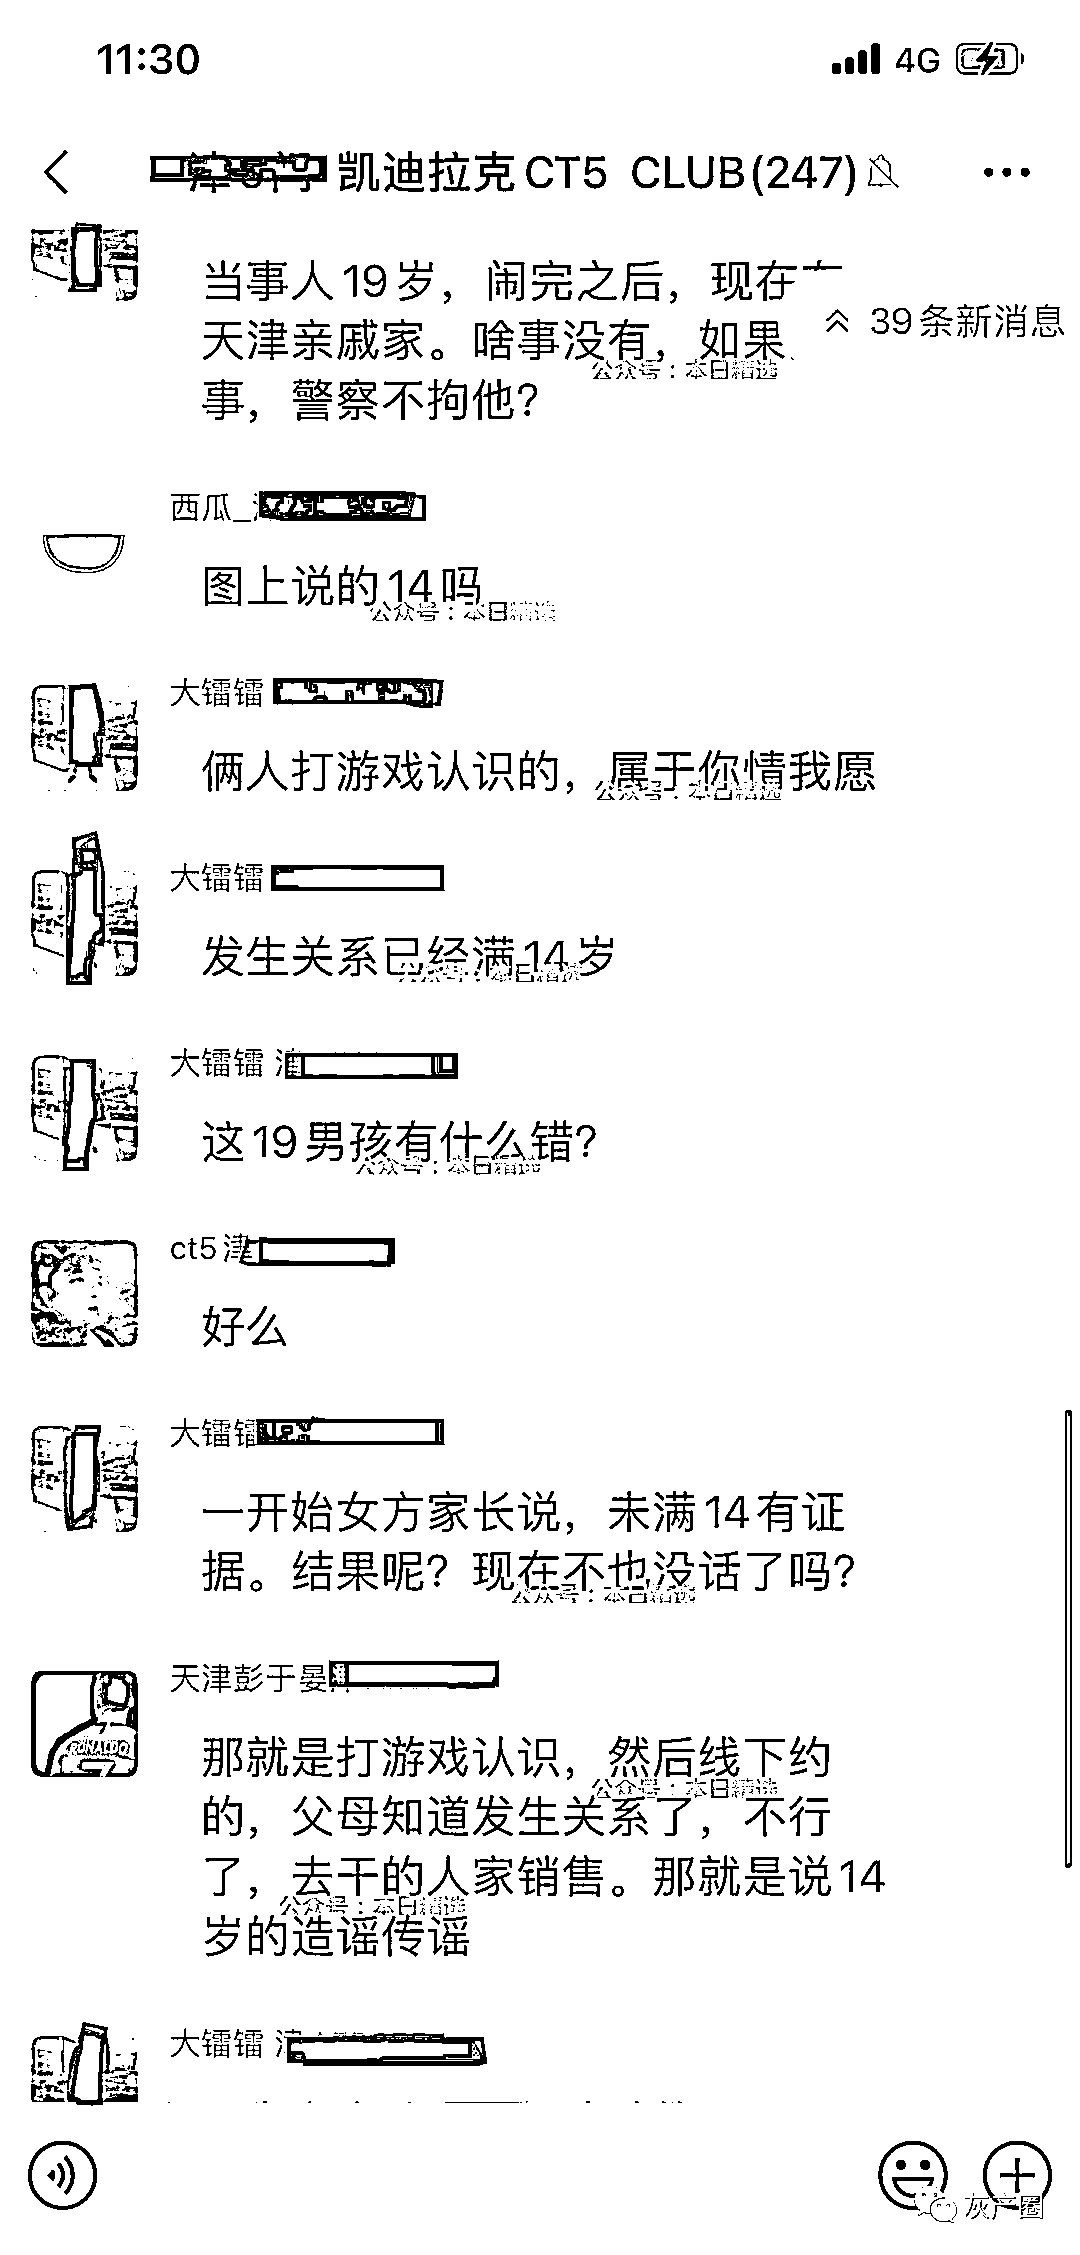 11:30
4G
凯迪拉克CT5 CLUB(247)
当事人19岁，闹完之后，现在
39条新消息
天津亲戚家。啥事没有，如果
公众号：本日精选
事，警察不拘他？
西瓜_
图上说的14吗
公众号：本日精选
大镭镭
俩人打游戏认识的，属于你情我愿
公众号：本日精选
大镭镭
发生关系已经满14岁
公众号：本日精选
大镭镭
这19男孩有什么错？
公众号：本日精选
ct5津
好么
大镭镭
一开始女方家长说，未满14有证
据。结果呢？现在不也没话了吗？
公众号：本日精选
天津彭于晏
RONALDO
7
那就是打游戏认识，然后线下约
公众号：本日精选
的，父母知道发生关系了，不行
了，去干的人家销售。那就是说14
公众号：本日精选
岁的造谣传谣
大镭镭
灰产圈